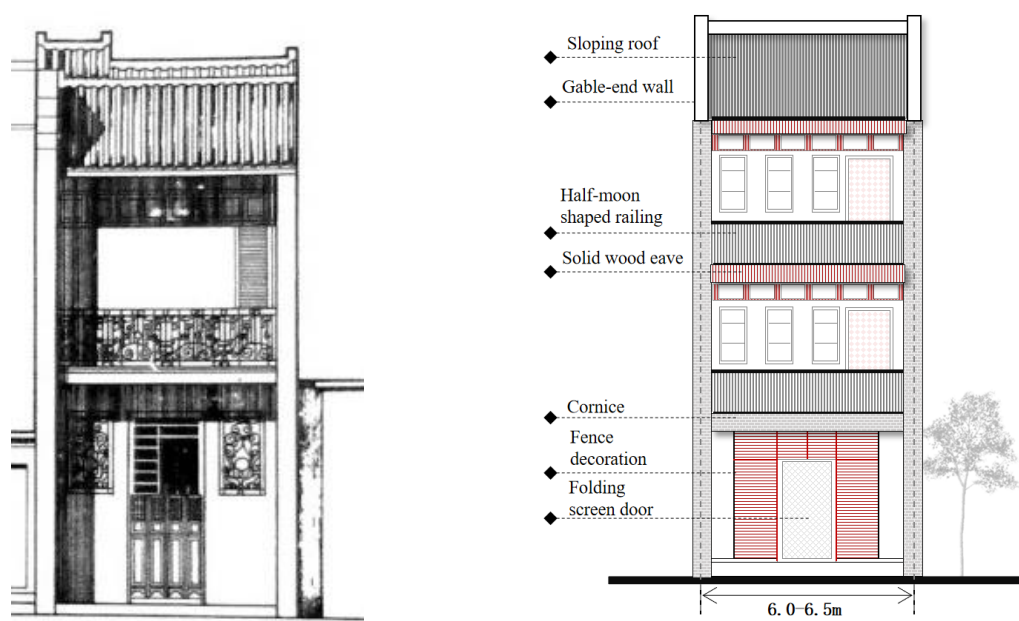 Sloping roof
Gable-end wall
Half-moon
shaped railing
Solid wood eave
Cornice
Fence
decoration
Folding
screen door
6.0-6.5m